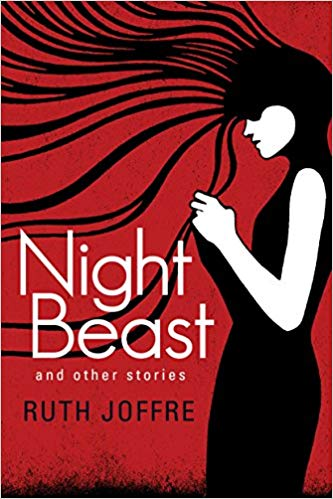 Night
Beast
and other stories
RUTH JOFFRE